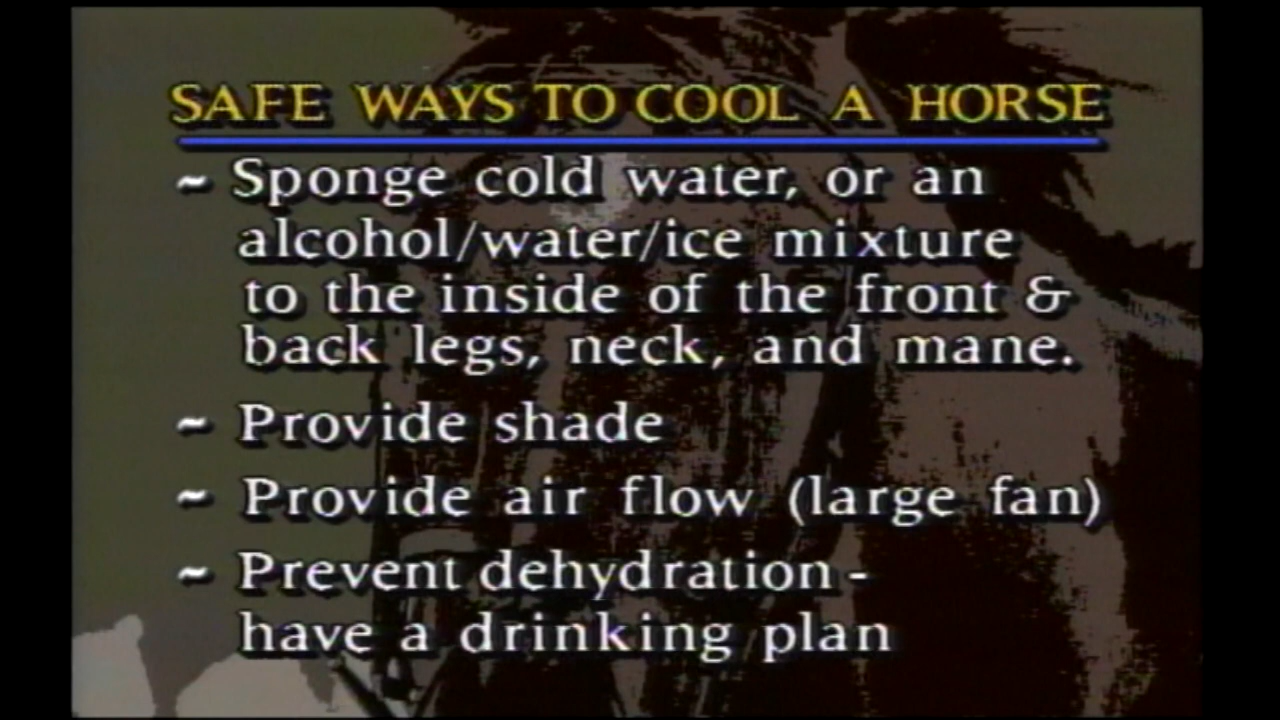 SAFE WAYS TO COOL A HORSE
~ Sponge cold water, or an
alcohol/water/ice mixture
to the inside of the front &
back legs, neck, and mane.
~ Provide shade
~ Provide air flow (large fan)
~ Prevent dehydration -
have a drinking plan